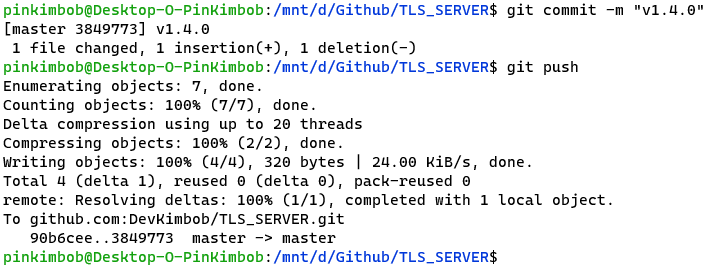 pinkimbob@Desktop-O-PinKimbob:/mnt/d/Github/TLS_SERVER$ git commit -m "v1.4.0"
[master 3849773] v1.4.0
 1 file changed, 1 insertion(+), 1 deletion(-)
pinkimbob@Desktop-O-PinKimbob:/mnt/d/Github/TLS_SERVER$ git push
Enumerating objects: 7, done.
Counting objects: 100% (7/7), done.
Delta compression using up to 20 threads
Compressing objects: 100% (2/2), done.
Writing objects: 100% (4/4), 320 bytes | 24.00 KiB/s, done.
Total 4 (delta 1), reused 0 (delta 0), pack-reused 0
remote: Resolving deltas: 100% (1/1), completed with 1 local object.
To github.com:DevKimbob/TLS_SERVER.git
   90b6cee..3849773  master -> master
pinkimbob@Desktop-O-PinKimbob:/mnt/d/Github/TLS_SERVER$